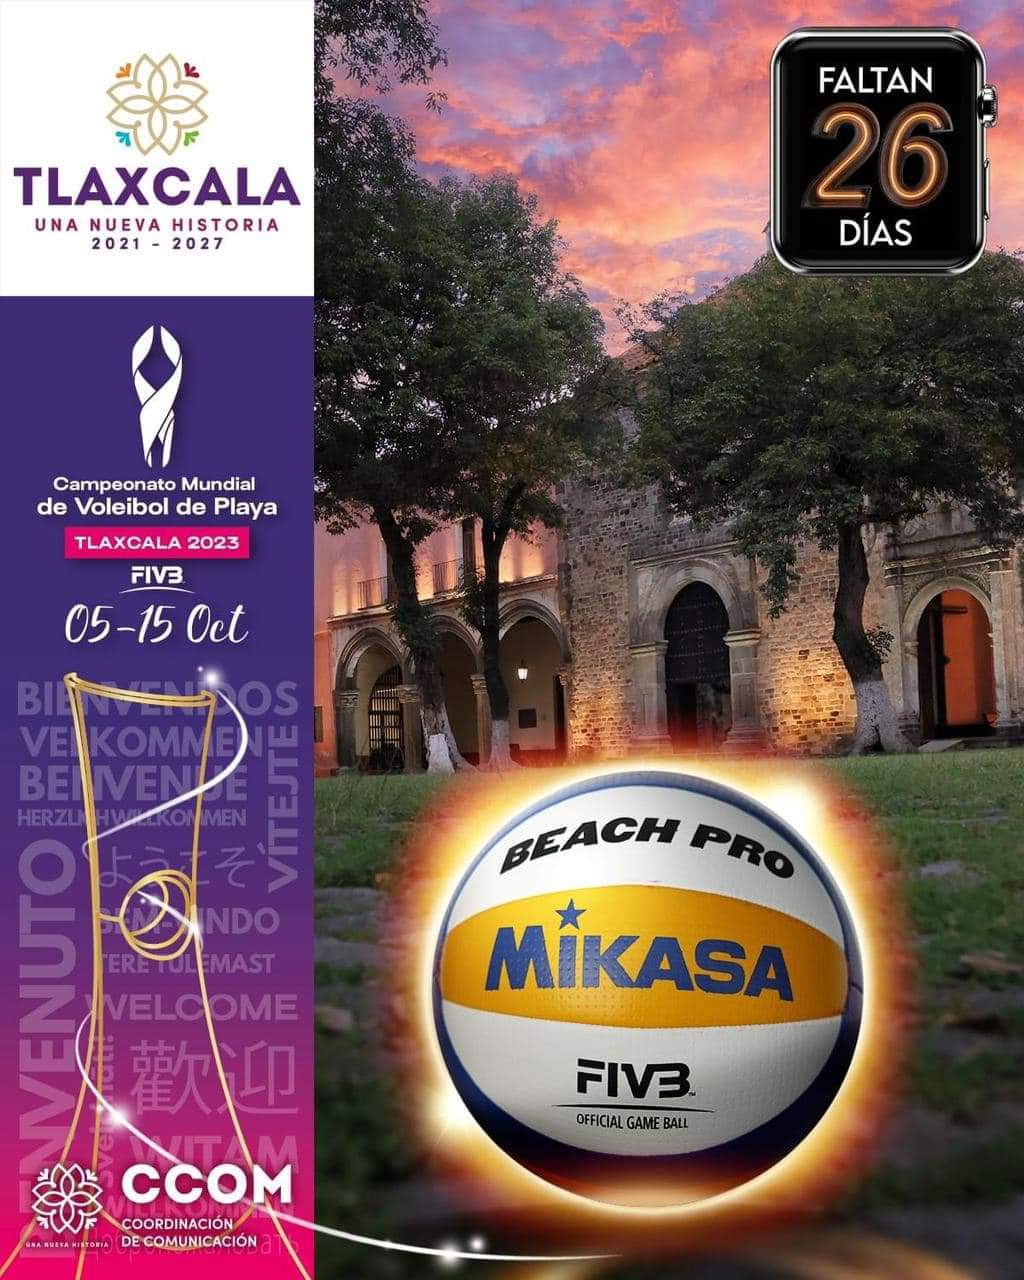 TLAXCALA
UNA NUEVA HISTORIA
2021 - 2027
FALTAN
26
DÍAS
Campeonato Mundial
de Voleibol de Playa
TLAXCALA 2023
FIVB
05-15 Oct
BIENVENIDOS
VELKOMMEN
BEINVENUE
HERZLICH WILLKOMMEN
VÍTEJTE
ようこそ
BENVENUTO
BEM-VINDO
TERE TULEMAST
WELCOME
歡迎
WITAM
BEACH PRO
MIKASA
FIVB
OFFICIAL GAME BALL
CCOM
COORDINACIÓN
DE COMUNICACIÓN
UNA NUEVA HISTORIA